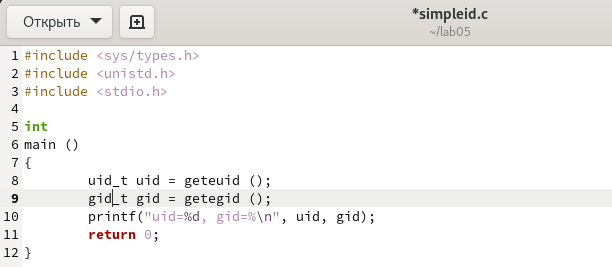 Открыть
*simpleid.c
~/lab05
1 #include <sys/types.h>
2 #include <unistd.h>
3 #include <stdio.h>
4
5 int
6 main ()
7 {
8 uid_t uid = geteuid ();
9 gid_t gid = getegid ();
10 printf("uid=%d, gid=%\n", uid, gid);
11 return 0;
12 }